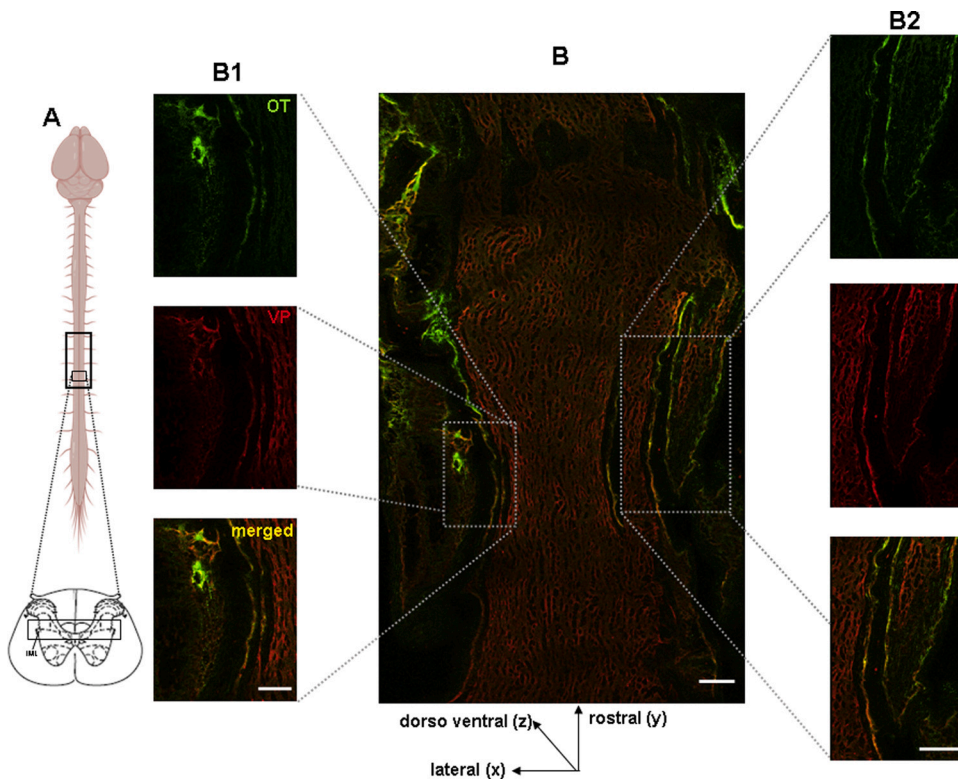 A
B1
OT
VP
merged
B
B2
IML
dorso ventral (z)
rostral (y)
lateral (x)